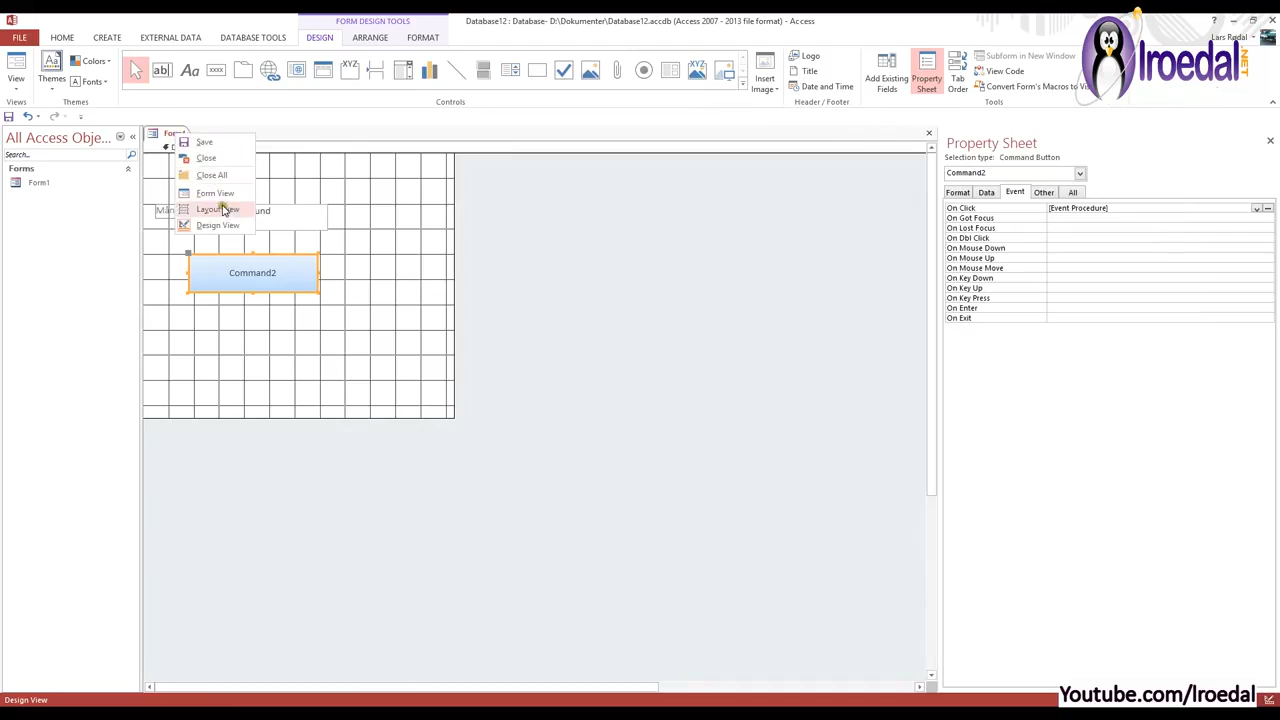 FORM DESIGN TOOLS
Database12 : Database- D:\Dokumenter\Database12.accdb (Access 2007 - 2013 file format) - Access
FILE HOME CREATE EXTERNAL DATA DATABASE TOOLS DESIGN ARRANGE FORMAT
Lars Rødal
lroedal.NET
View
Views
Themes
Colors
Fonts
Themes
Controls
Insert Image
Logo
Title
Date and Time
Header / Footer
Add Existing Fields
Property Sheet
Tab Order
Subform in New Window
View Code
Convert Form's Macros to
Tools
All Access Obje...
Search...
Forms
Form1
Save
Close
Close All
Form View
Layout View
Design View
Command2
Property Sheet
Selection type: Command Button
Command2
Format Data Event Other All
On Click [Event Procedure]
On Got Focus
On Lost Focus
On Dbl Click
On Mouse Down
On Mouse Up
On Mouse Move
On Key Down
On Key Up
On Key Press
On Enter
On Exit
Design View
Youtube.com/lroedal